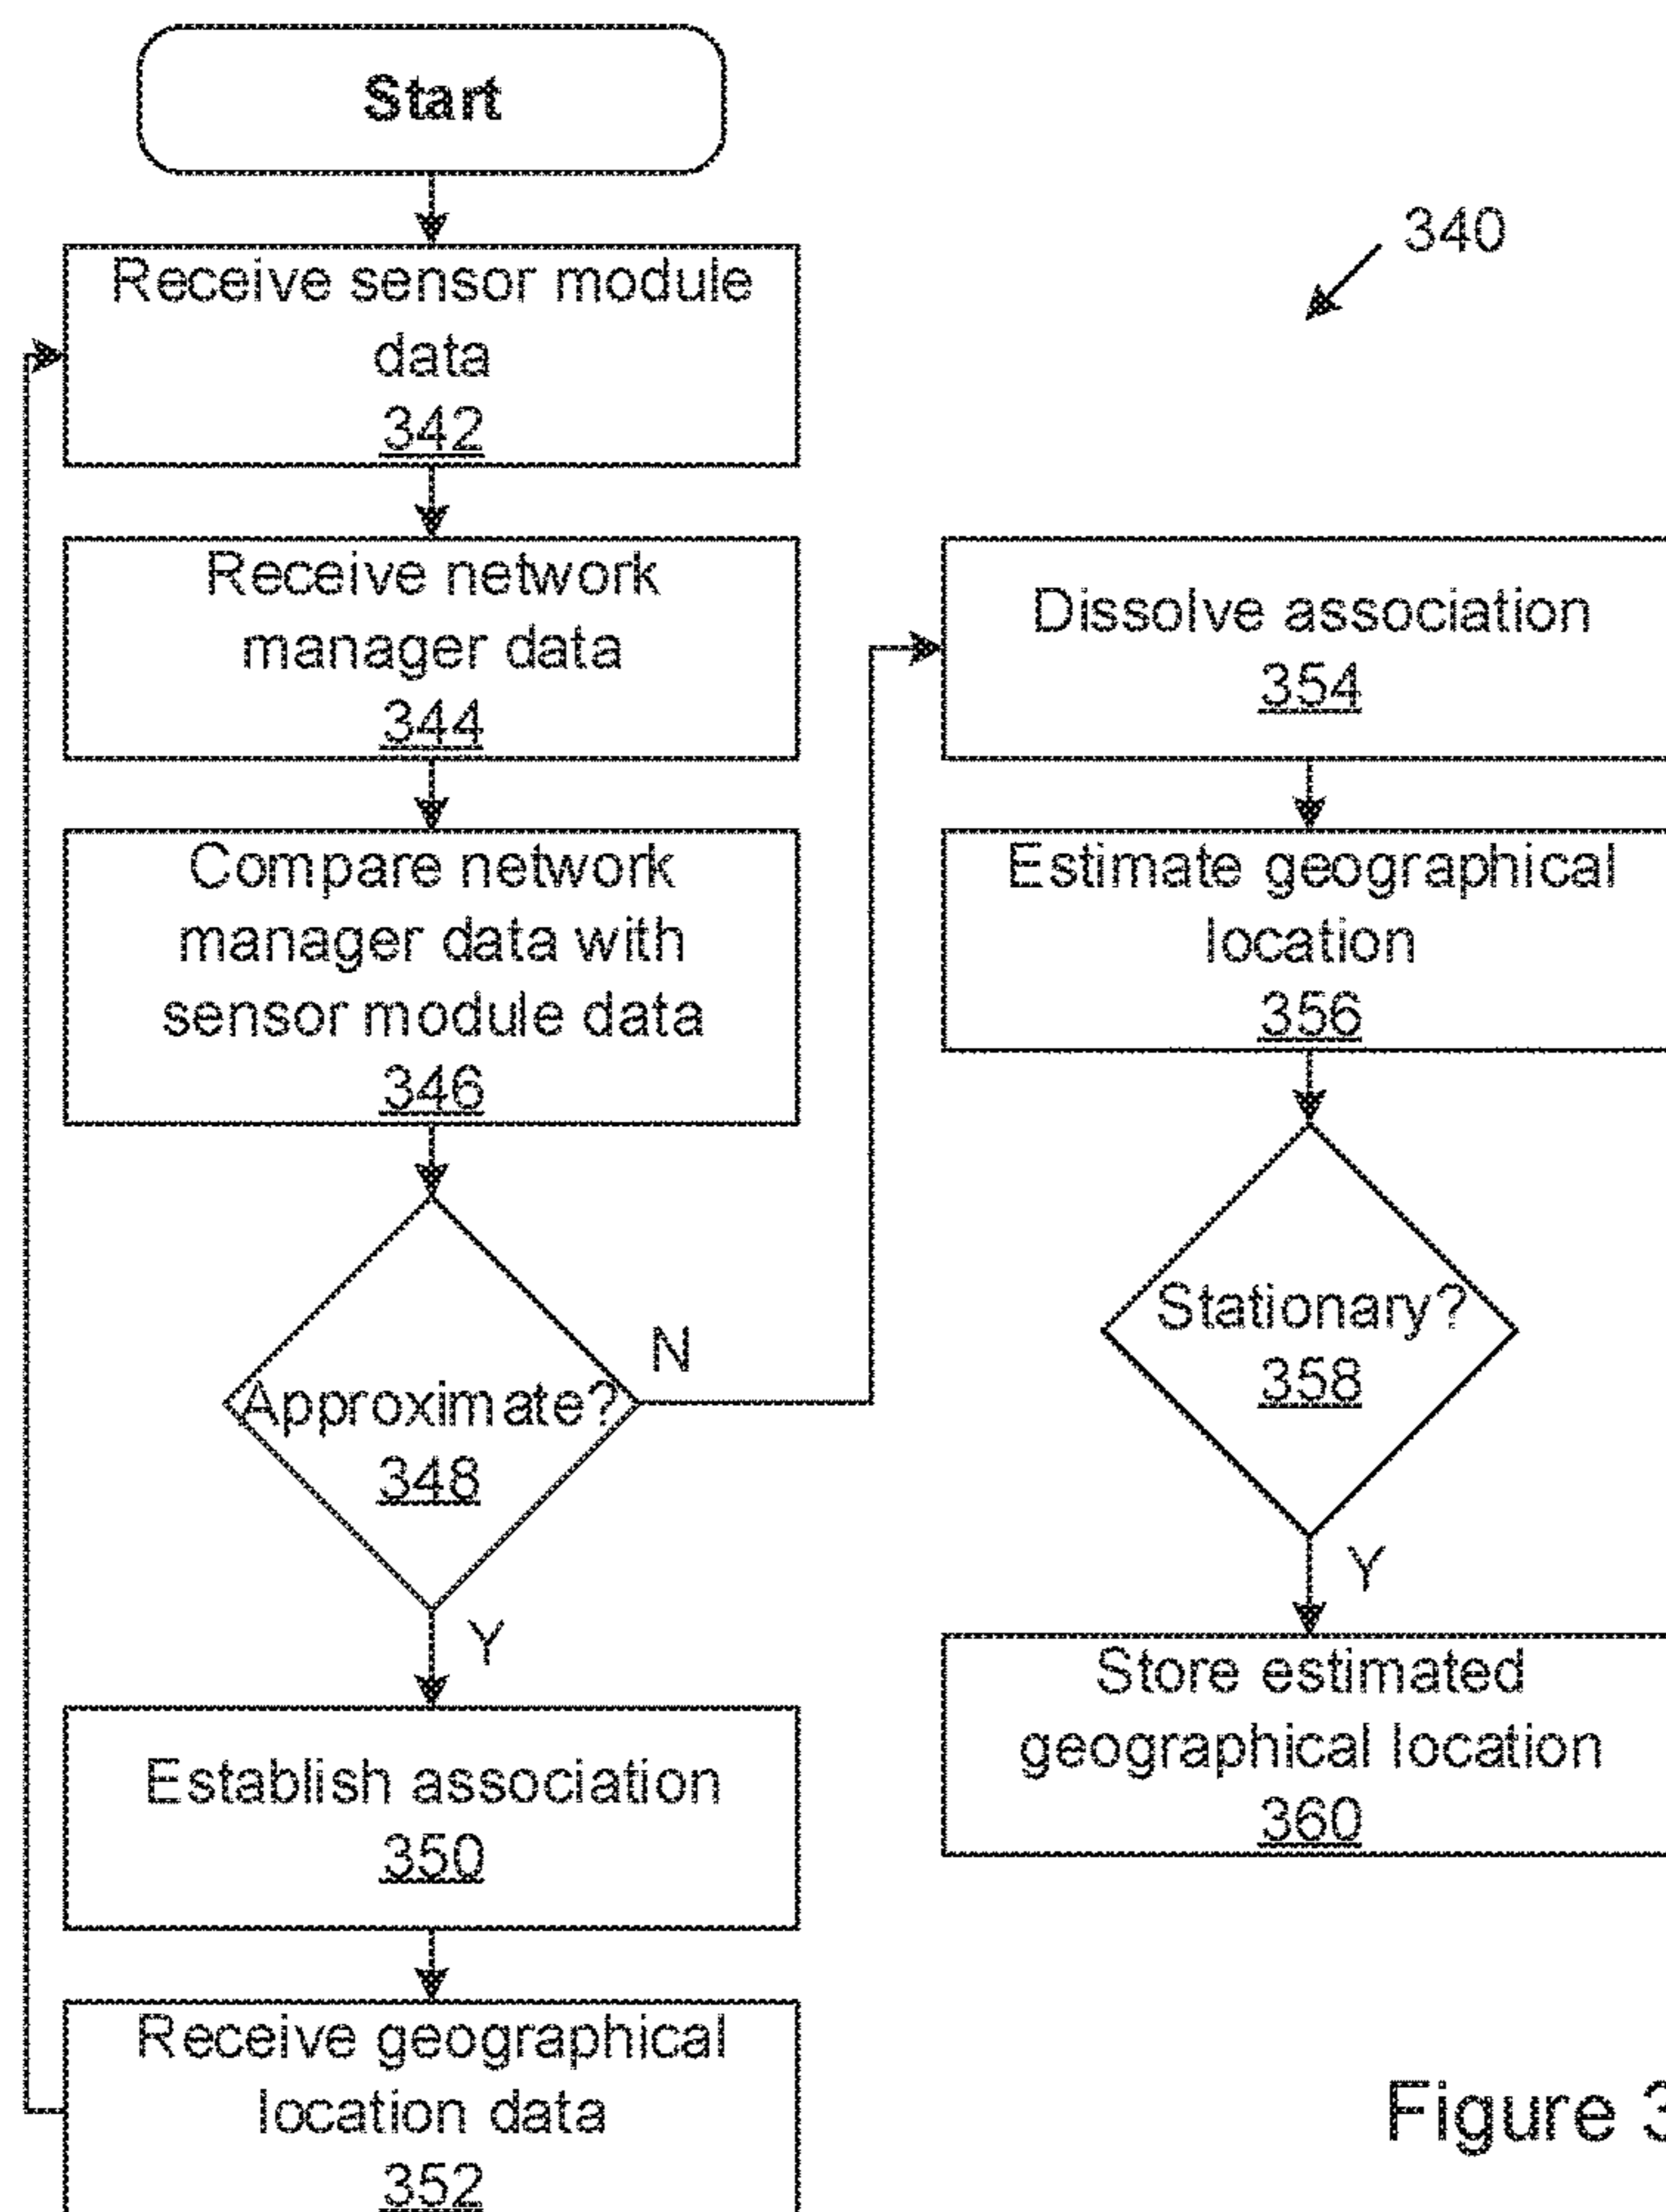 Start
340
Receive sensor module
data
342
Receive network
manager data
344
Compare network
manager data with
sensor module data
346
Approximate?
348
N
Y
Establish association
350
Receive geographical
location data
352
Dissolve association
354
Estimate geographical
location
356
Stationary?
358
Y
Store estimated
geographical location
360
Figure 3